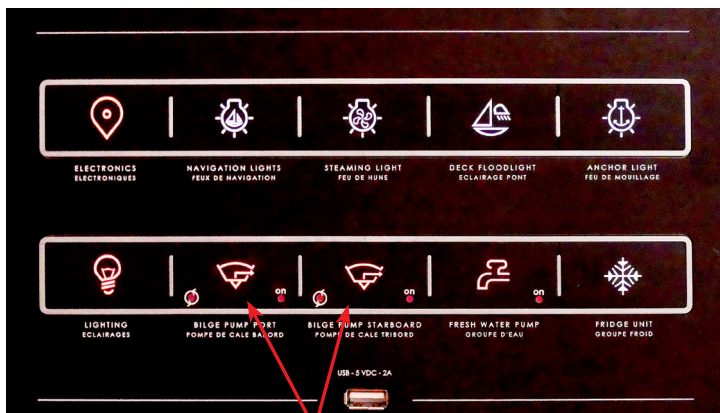 ELECTRONICS
ELECTRONIQUES
NAVIGATION LIGHTS
FEUX DE NAVIGATION
STEAMING LIGHT
FEU DE HUNE
DECK FLOODLIGHT
ECLAIRAGE PONT
ANCHOR LIGHT
FEU DE MOUILLAGE
on
on
on
LIGHTING
ECLAIRAGES
BILGE PUMP PORT
POMPE DE CALE BABORD
BILGE PUMP STARBOARD
POMPE DE CALE TRIBORD
FRESH WATER PUMP
GROUPE D'EAU
FRIDGE UNIT
GROUPE FROID
USB - 5 VDC - 2A